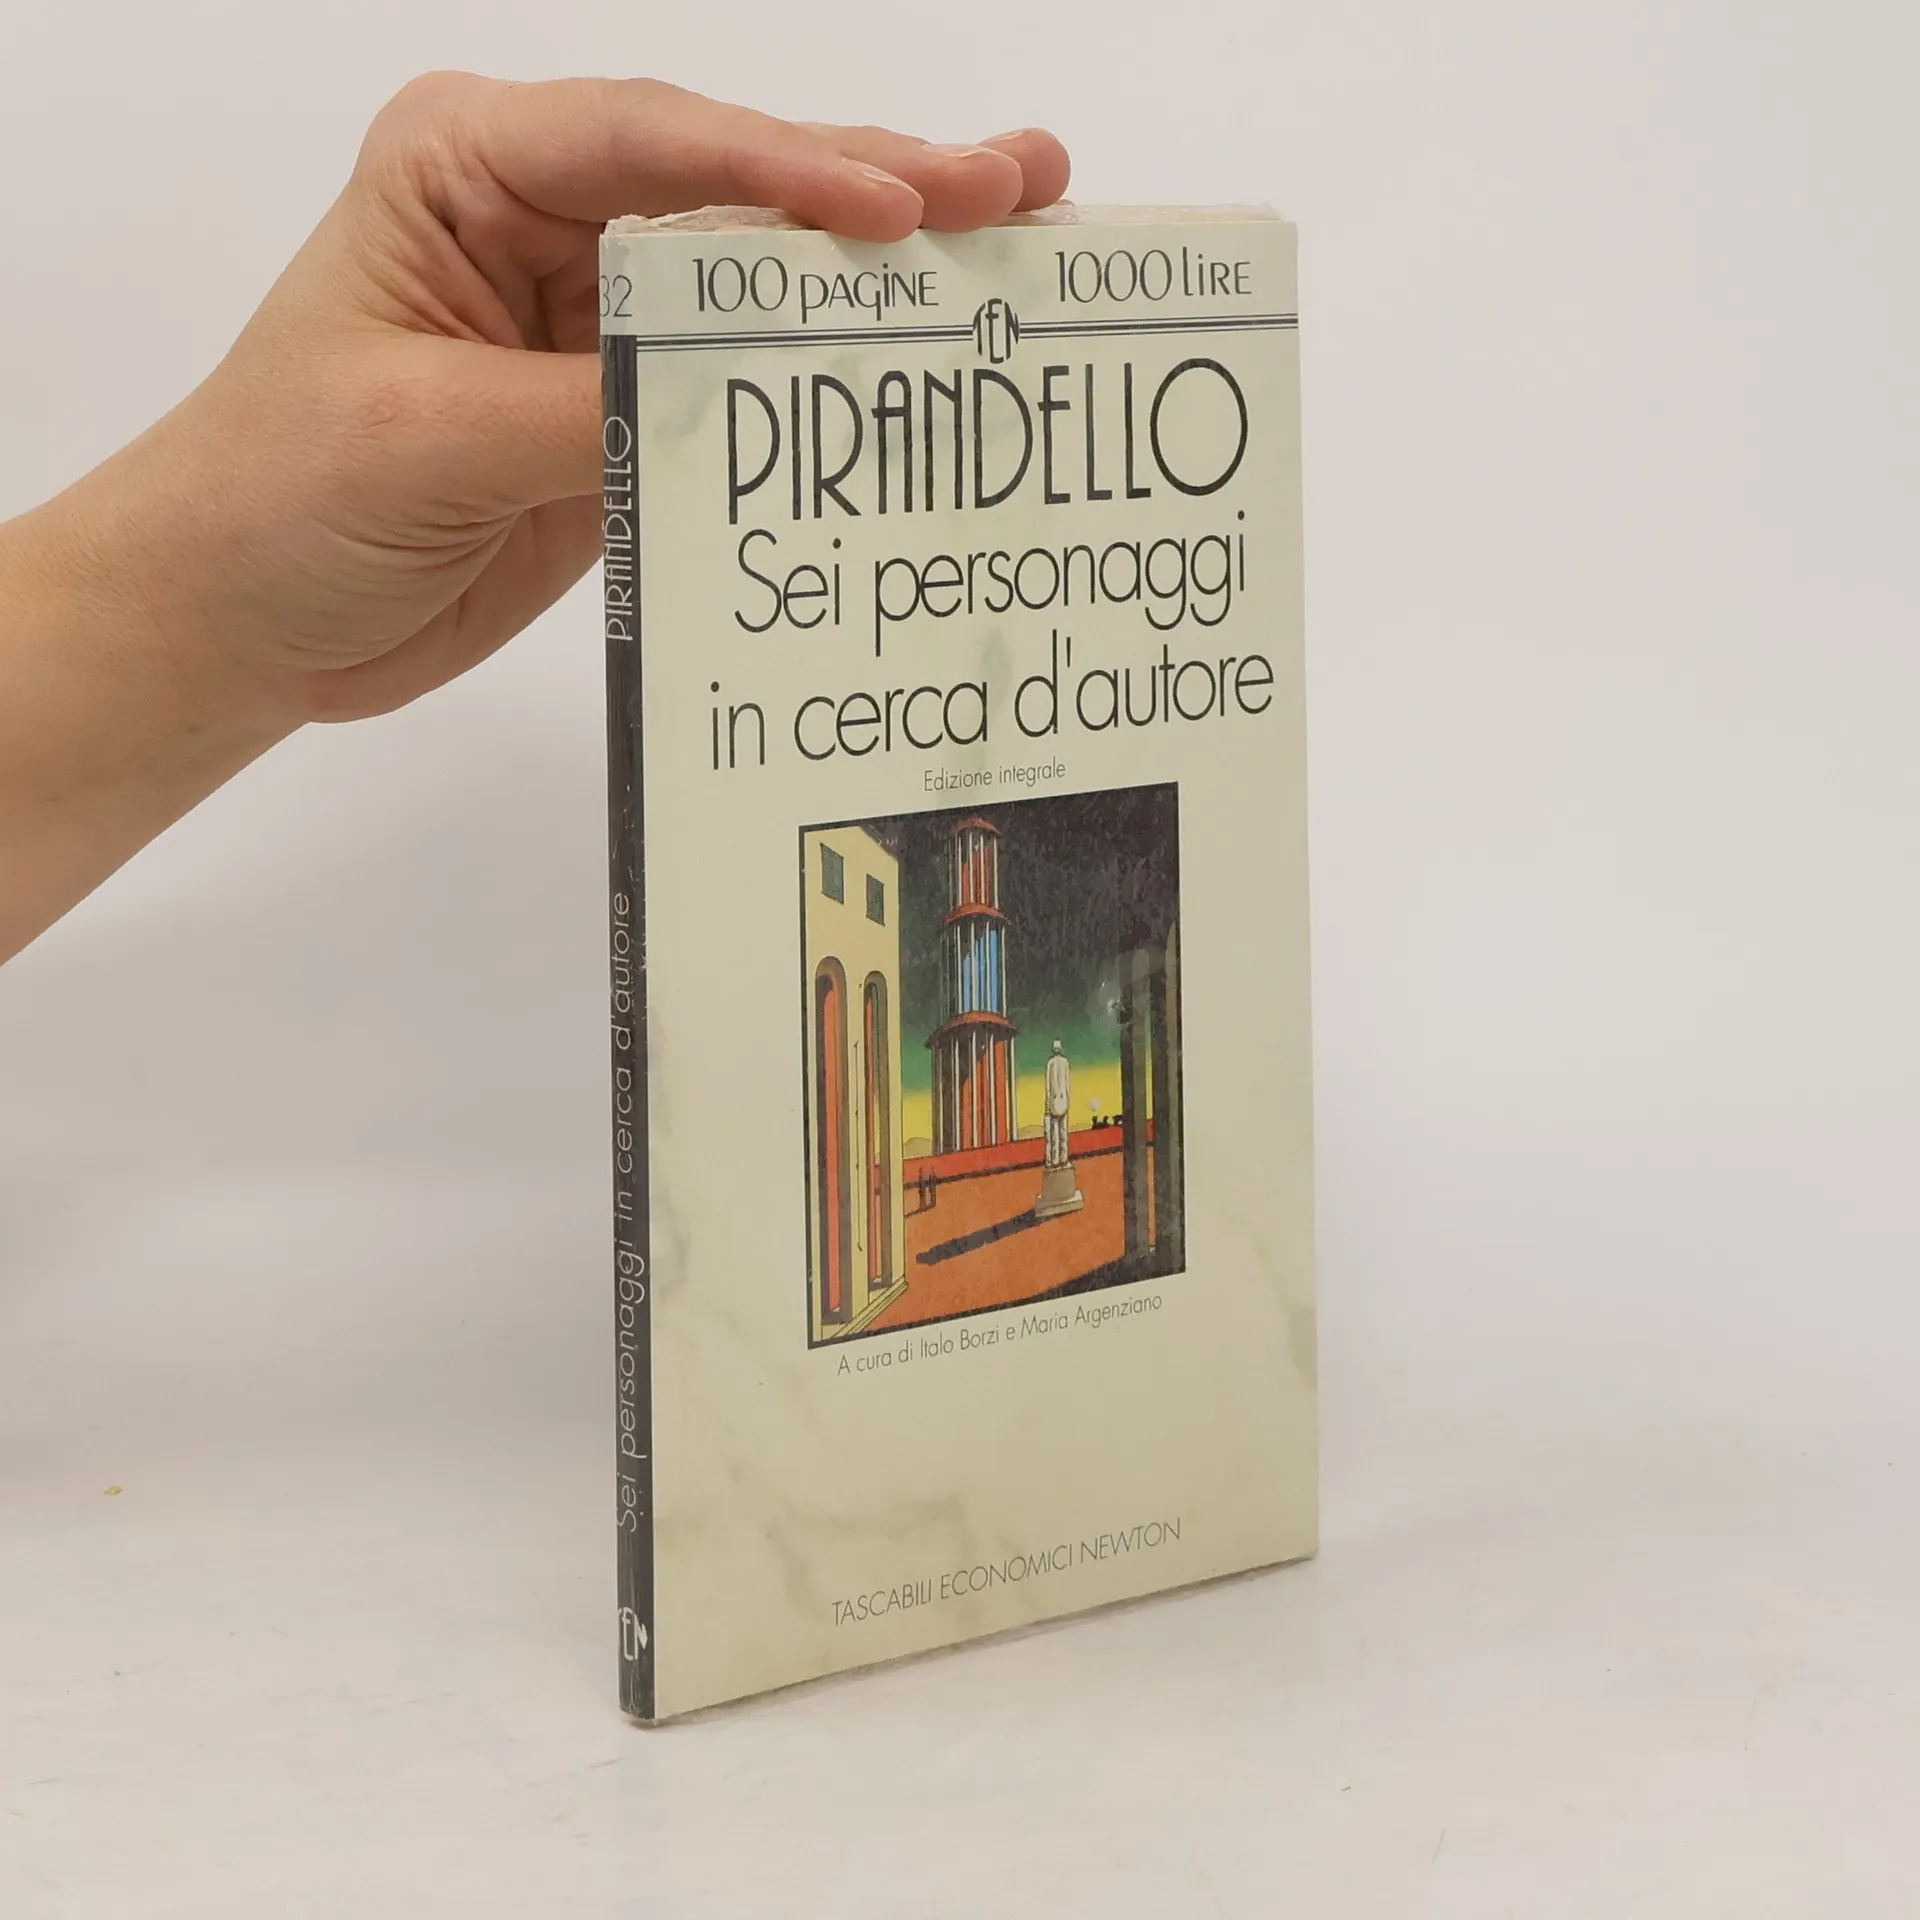 32
100 pagine 1000 lire
TEN
PIRANDELLO
Sei personaggi
in cerca d'autore
Edizione integrale
A cura di Italo Borzi e Maria Argenziano
TASCABILI ECONOMICI NEWTON
PIRANDELLO Sei personaggi in cerca d'autore
TEN